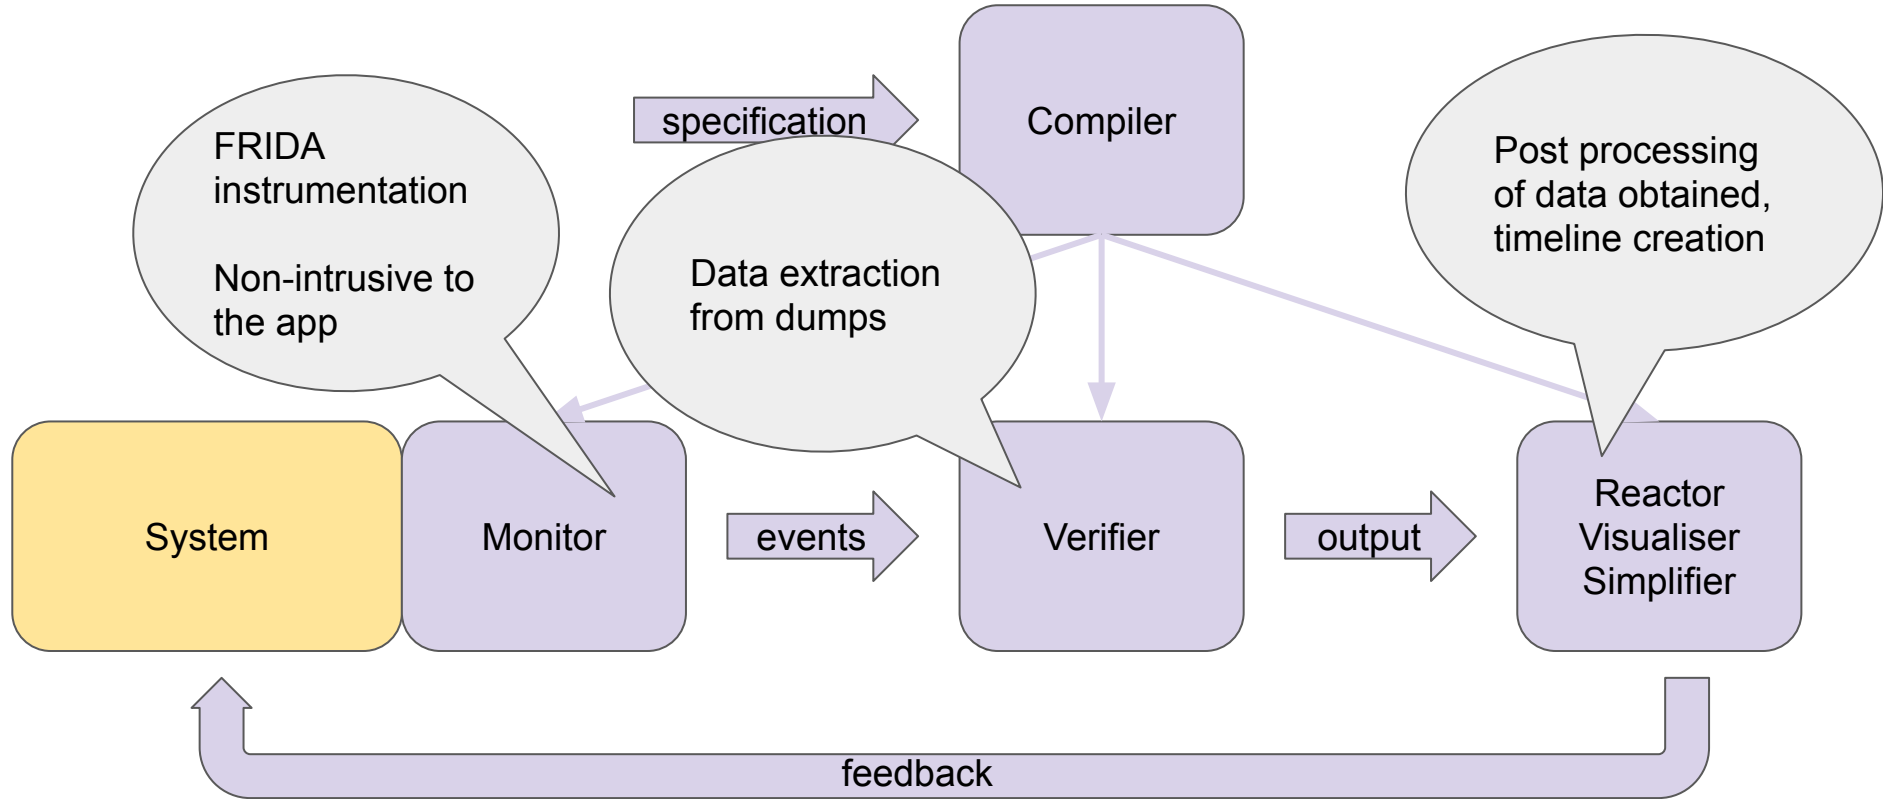 specification
Compiler
FRIDA
instrumentation
Non-intrusive to
the app
Data extraction
from dumps
Post processing
of data obtained,
timeline creation
System
Monitor
events
Verifier
output
Reactor
Visualiser
Simplifier
feedback